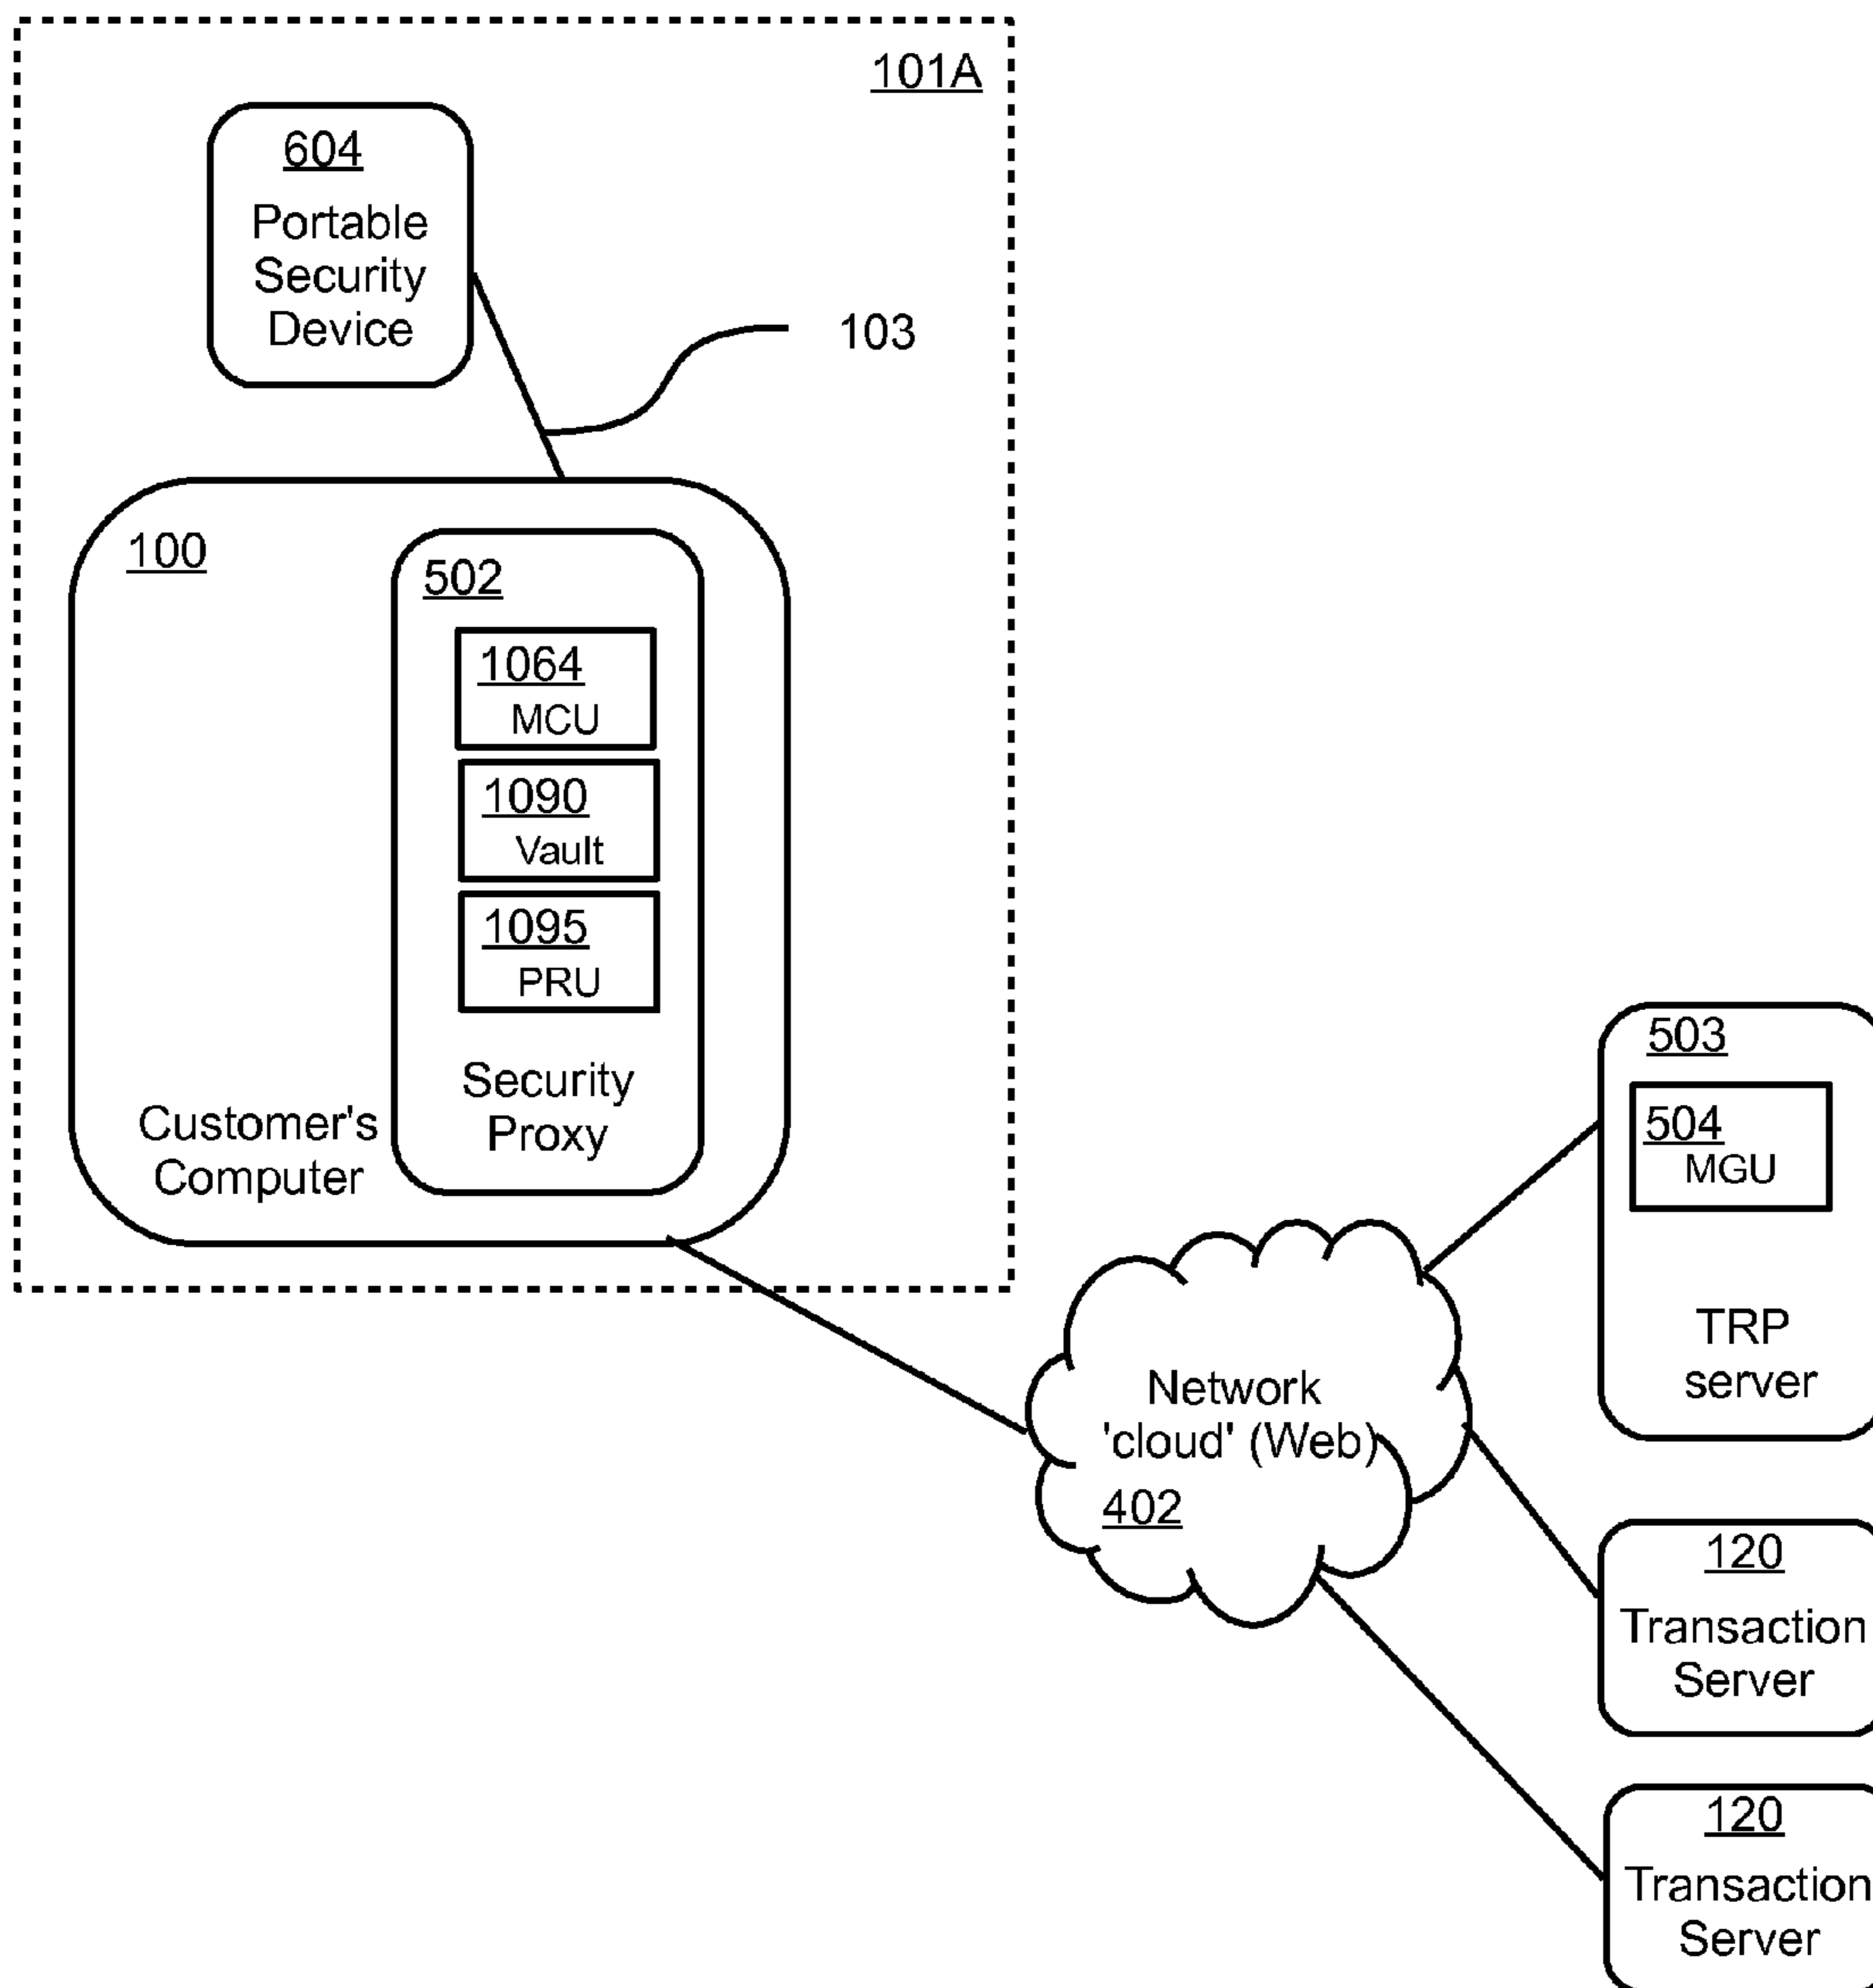 101A
604
Portable
Security
Device
103
100
502
1064
MCU
1090
Vault
1095
PRU
Security
Proxy
Customer's
Computer
503
504
MGU
TRP
server
Network
'cloud' (Web)
402
120
Transaction
Server
120
Transaction
Server